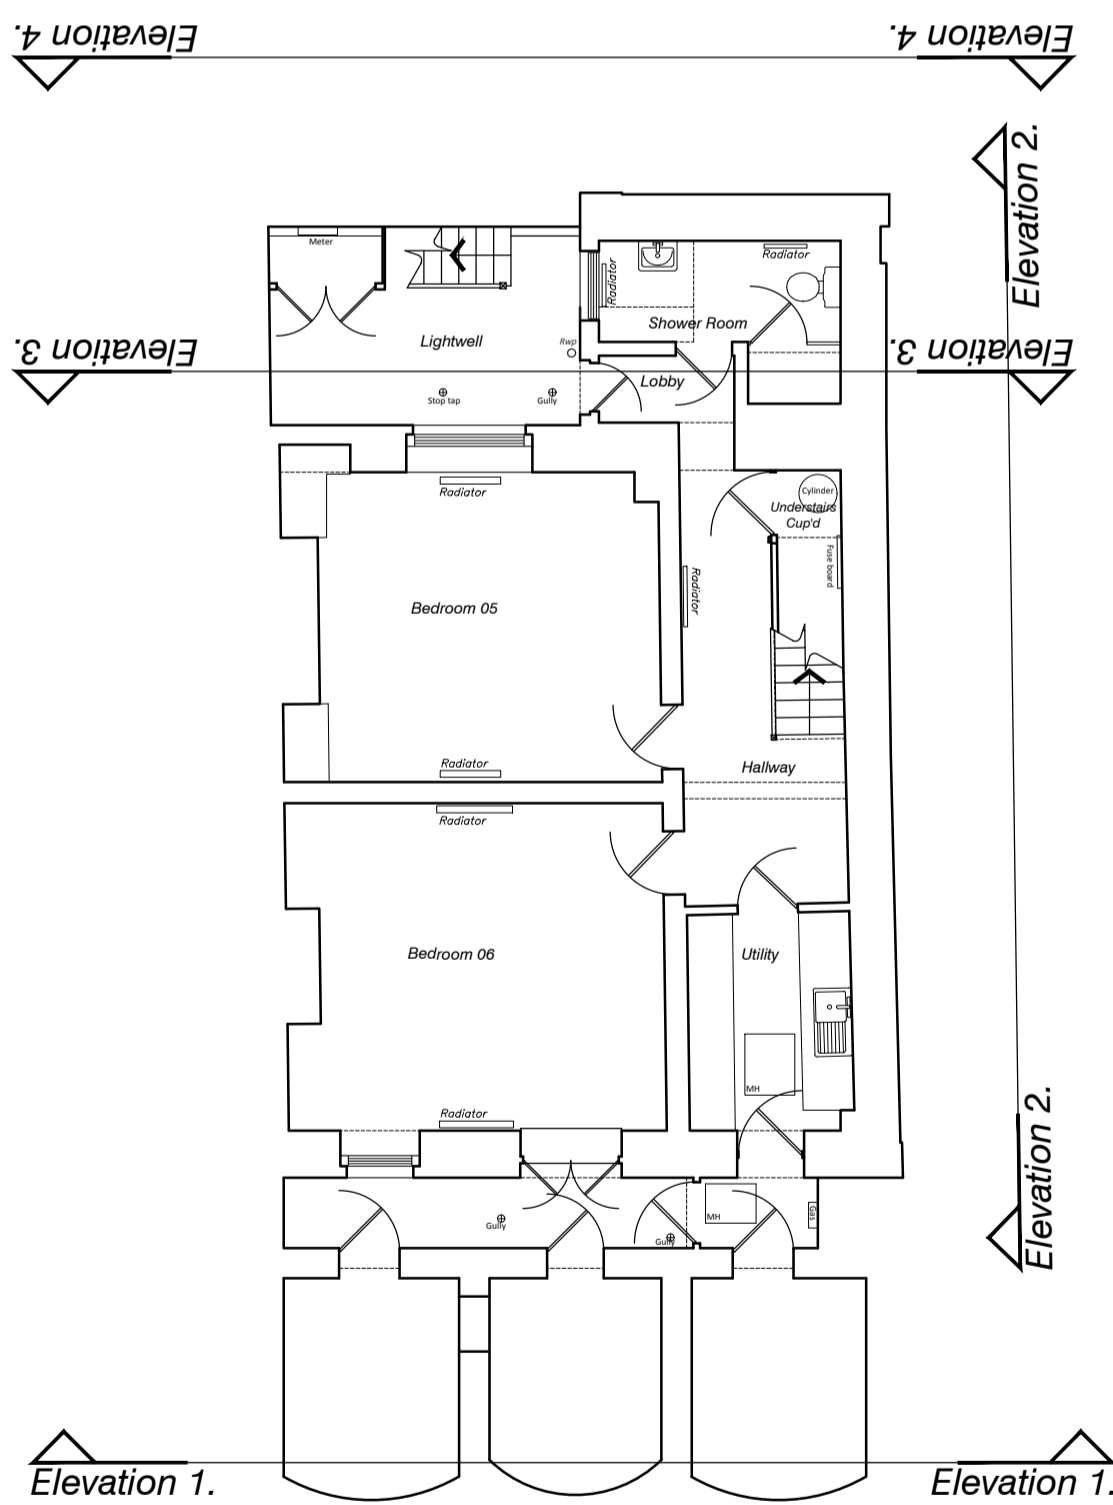 Elevation 4.
Elevation 4.
Elevation 2.
Meter
Radiator
Radiator
Lightwell
Shower Room
Rwp
Elevation 3.
Elevation 3.
Lobby
Stop tap
Gully
Radiator
Cylinder
Understairs
Cup'd
Fuse board
Radiator
Bedroom 05
Radiator
Hallway
Radiator
Bedroom 06
Utility
MH
Radiator
Elevation 2.
Gully
MH
Gas
Gully
Elevation 1.
Elevation 1.